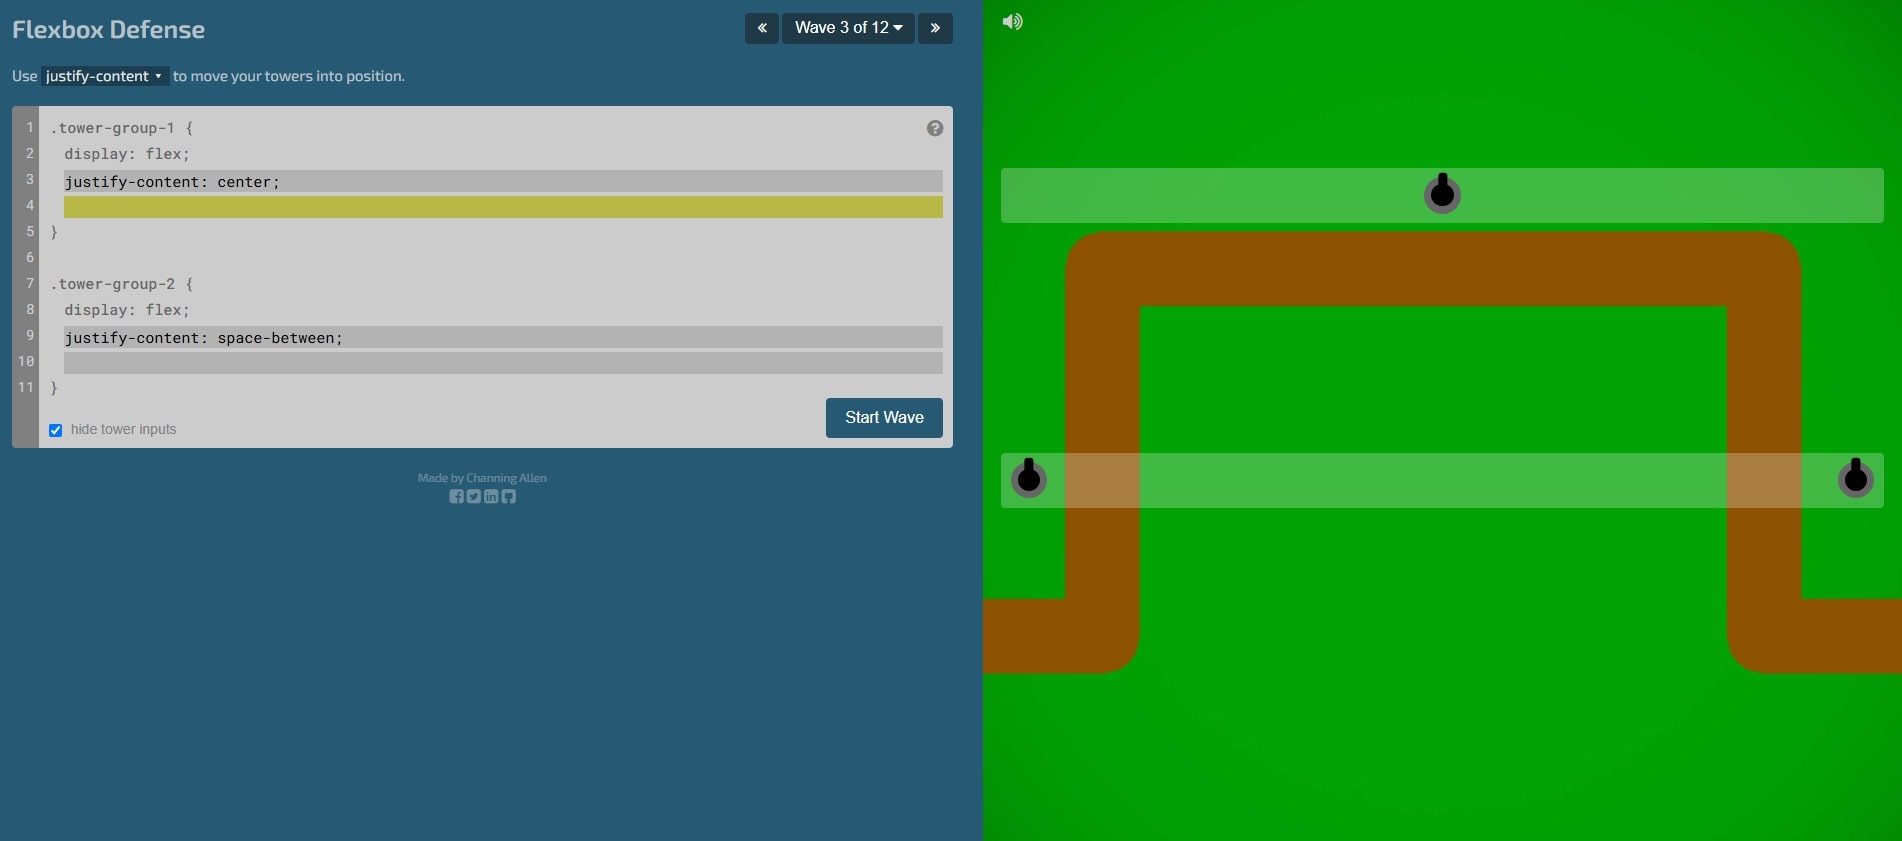 Flexbox Defense
« Wave 3 of 12 »
Use justify-content to move your towers into position.
1 .tower-group-1 {
2 display: flex;
3 justify-content: center;
4
5 }
6
7 .tower-group-2 {
8 display: flex;
9 justify-content: space-between;
10
11 }
hide tower inputs
Start Wave
Made by Channing Allen